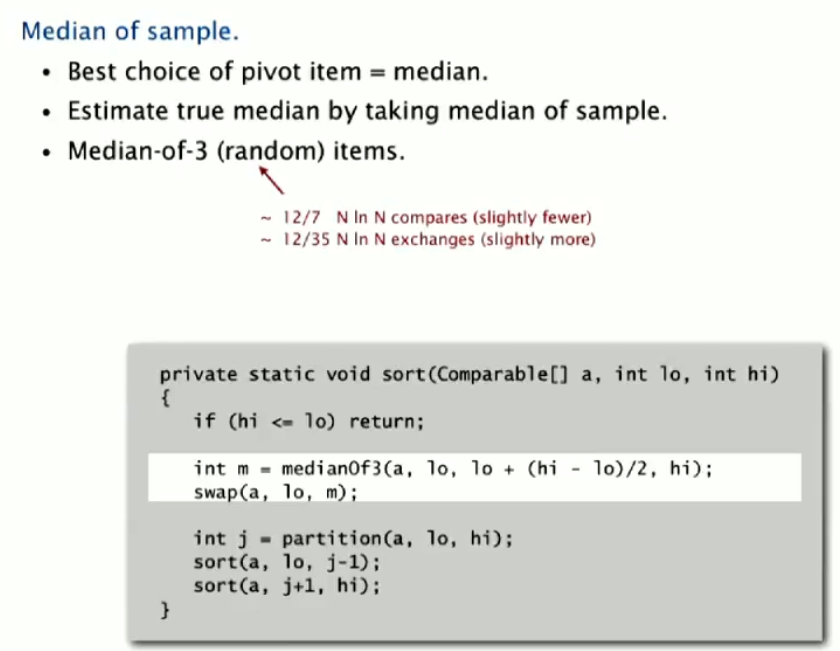 Median of sample.
• Best choice of pivot item = median.
• Estimate true median by taking median of sample.
• Median-of-3 (random) items.
~ 12/7 N ln N compares (slightly fewer)
~ 12/35 N ln N exchanges (slightly more)
private static void sort(Comparable[] a, int lo, int hi)
{
if (hi <= lo) return;
int m = medianOf3(a, lo, lo + (hi - lo)/2, hi);
swap(a, lo, m);
int j = partition(a, lo, hi);
sort(a, lo, j-1);
sort(a, j+1, hi);
}